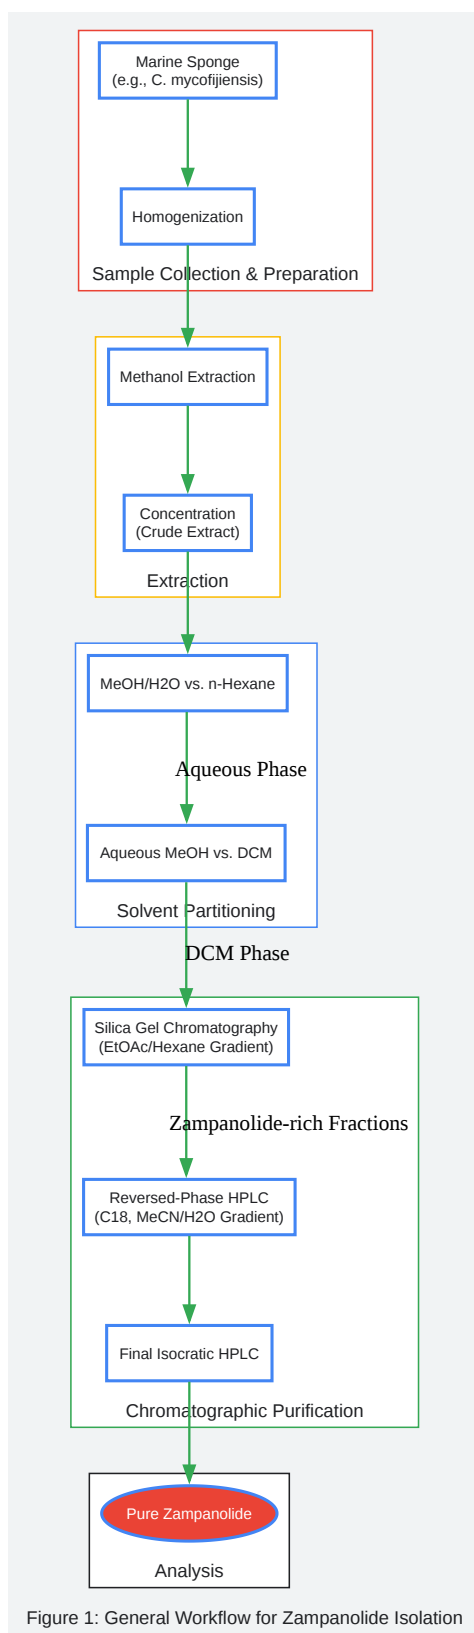 Marine Sponge
(e.g., C. mycofijiensis)
Homogenization
Sample Collection & Preparation
Methanol Extraction
Concentration
(Crude Extract)
Extraction
MeOH/H2O vs. n-Hexane
Aqueous Phase
Aqueous MeOH vs. DCM
Solvent Partitioning
DCM Phase
Silica Gel Chromatography
(EtOAc/Hexane Gradient)
Zampanolide-rich Fractions
Reversed-Phase HPLC
(C18, MeCN/H2O Gradient)
Final Isocratic HPLC
Chromatographic Purification
Pure Zampanolide
Analysis
Figure 1: General Workflow for Zampanolide Isolation